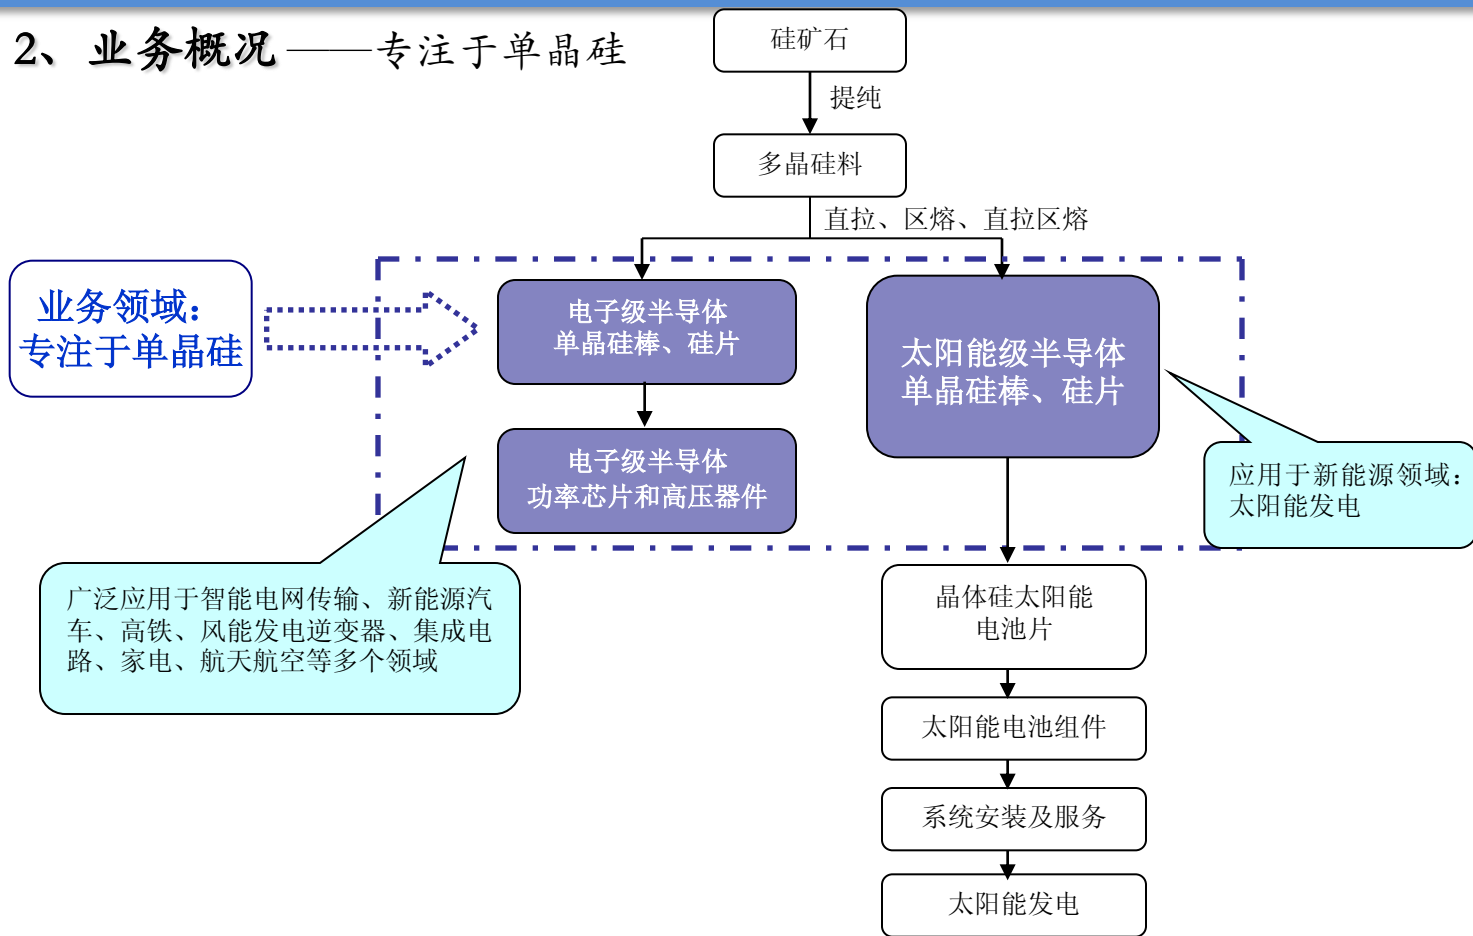 2、业务概况——专注于单晶硅
硅矿石
提纯
多晶硅料
直拉、区熔、直拉区熔
业务领域：
专注于单晶硅
电子级半导体
单晶硅棒、硅片
太阳能级半导体
单晶硅棒、硅片
电子级半导体
功率芯片和高压器件
应用于新能源领域：
太阳能发电
广泛应用于智能电网传输、新能源汽
车、高铁、风能发电逆变器、集成电
路、家电、航天航空等多个领域
晶体硅太阳能
电池片
太阳能电池组件
系统安装及服务
太阳能发电